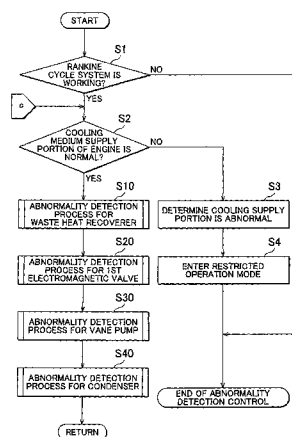 START
S1
RANKINE
CYCLE SYSTEM IS
WORKING?
NO
YES
S2
COOLING
MEDIUM SUPPLY
PORTION OF ENGINE IS
NORMAL?
NO
YES
S10
ABNORMALITY DETECTION
PROCESS FOR
WASTE HEAT RECOVERER
S3
DETERMINE COOLING SUPPLY
PORTION IS ABNORMAL
S20
ABNORMALITY DETECTION
PROCESS FOR 1ST
ELECTROMAGNETIC VALVE
S4
ENTER RESTRICTED
OPERATION MODE
S30
ABNORMALITY DETECTION
PROCESS FOR VANE PUMP
S40
ABNORMALITY DETECTION
PROCESS FOR CONDENSER
END OF ABNORMALITY
DETECTION CONTROL
RETURN